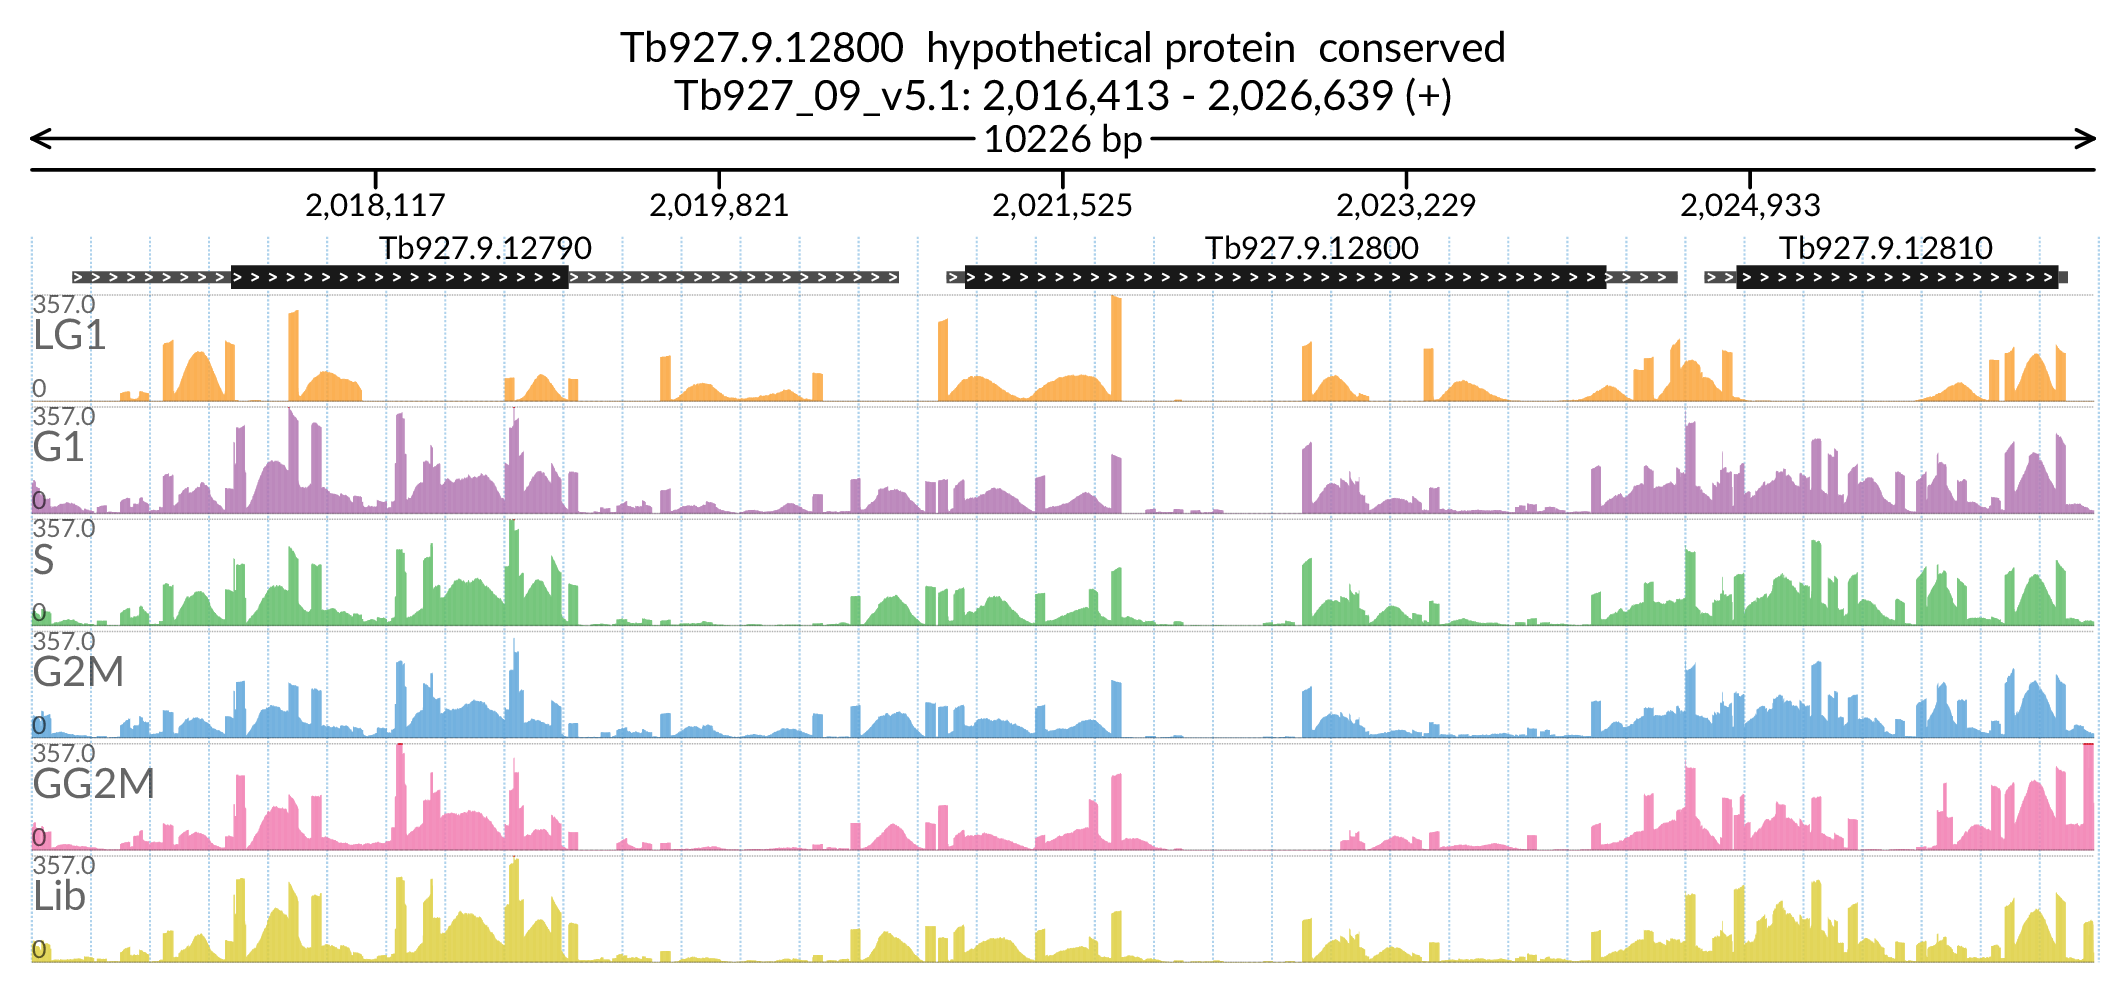 Tb927.9.12800 hypothetical protein conserved
Tb927_09_v5.1: 2,016,413 - 2,026,639 (+)
10226 bp
2,018,117 2,019,821 2,021,525 2,023,229 2,024,933
Tb927.9.12790 Tb927.9.12800 Tb927.9.12810
357.0
LG1
0
357.0
G1
0
357.0
S
0
357.0
G2M
0
357.0
GG2M
0
357.0
Lib
0